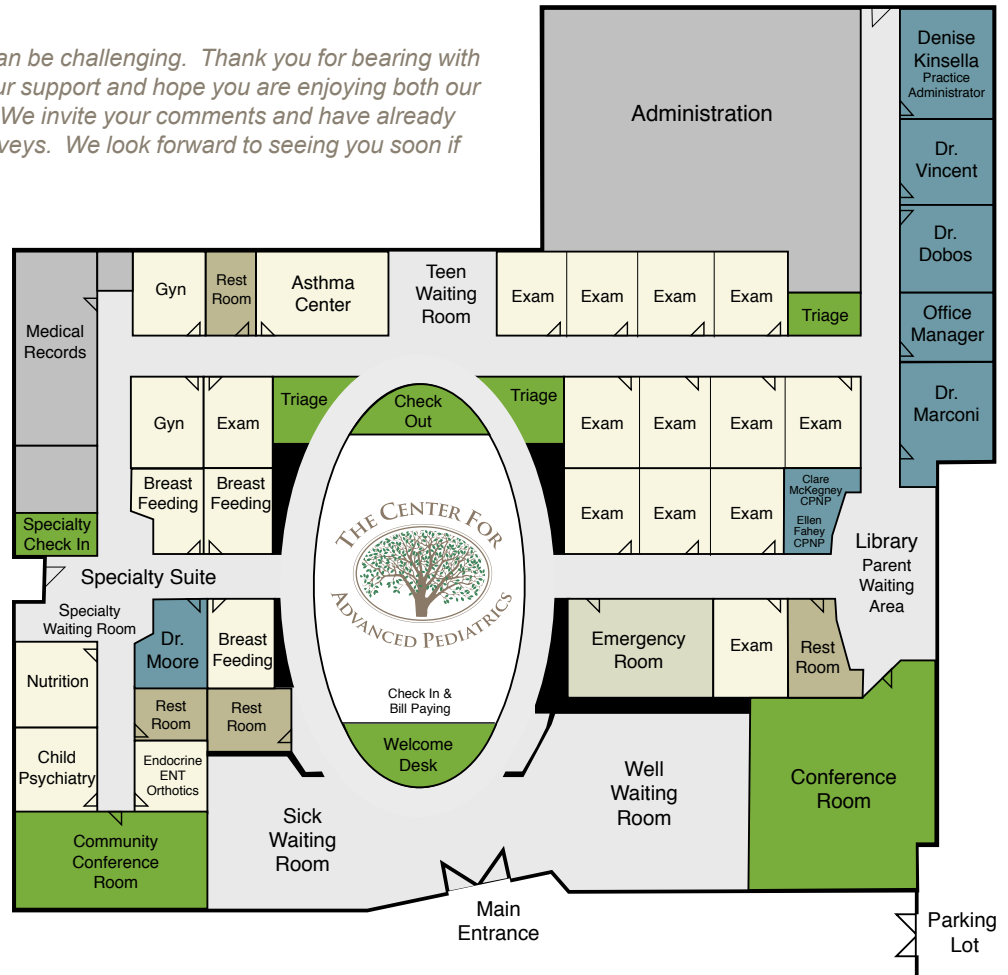 an be challenging. Thank you for bearing with
ur support and hope you are enjoying both our
We invite your comments and have already
veys. We look forward to seeing you soon if
Denise
Kinsella
Practice
Administrator
Administration
Dr.
Vincent
Dr.
Dobos
Office
Manager
Dr.
Marconi
Medical
Records
Gyn
Rest
Room
Asthma
Center
Teen
Waiting
Room
Exam
Exam
Exam
Exam
Triage
Gyn
Exam
Triage
Check
Out
Triage
Exam
Exam
Exam
Exam
Breast
Feeding
Breast
Feeding
Exam
Exam
Exam
Clare
McKegney
CPNP
Ellen
Fahey
CPNP
Specialty
Check In
THE CENTER FOR
ADVANCED PEDIATRICS
Library
Parent
Waiting
Area
Specialty Suite
Specialty
Waiting Room
Dr.
Moore
Breast
Feeding
Emergency
Room
Exam
Rest
Room
Nutrition
Rest
Room
Rest
Room
Check In &
Bill Paying
Welcome
Desk
Child
Psychiatry
Endocrine
ENT
Orthotics
Well
Waiting
Room
Conference
Room
Sick
Waiting
Room
Community
Conference
Room
Main
Entrance
Parking
Lot